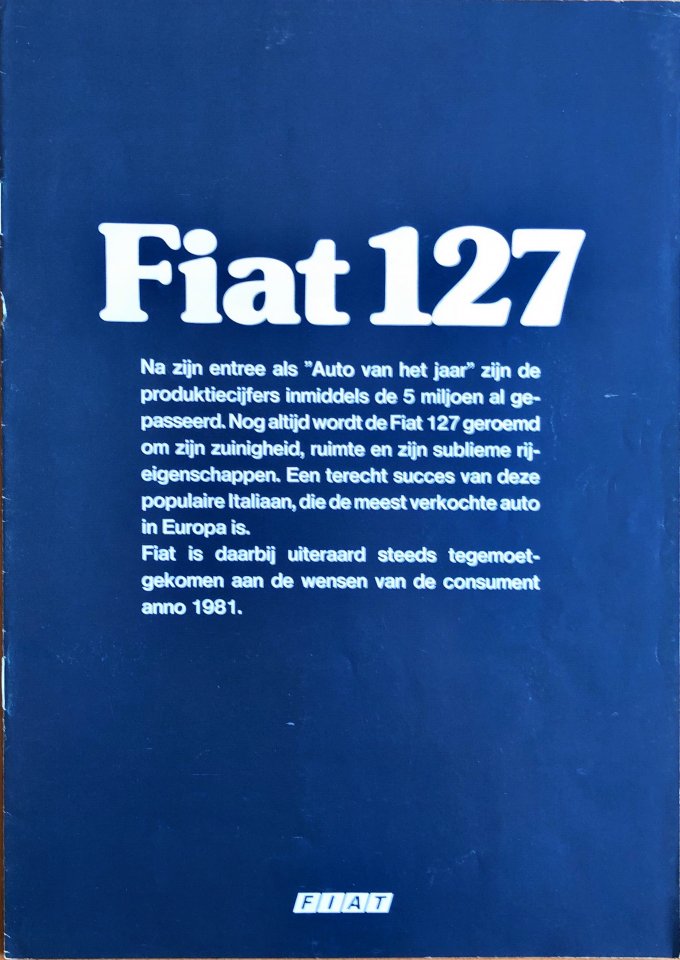 Fiat 127
Na zijn entree als "Auto van het jaar" zijn de
produktiecijfers inmiddels de 5 miljoen al ge-
passeerd. Nog altijd wordt de Fiat 127 geroemd
om zijn zuinigheid, ruimte en zijn sublieme rij-
eigenschappen. Een terecht succes van deze
populaire Italiaan, die de meest verkochte auto
in Europa is.
Fiat is daarbij uiteraard steeds tegemoet-
gekomen aan de wensen van de consument
anno 1981.
FIAT